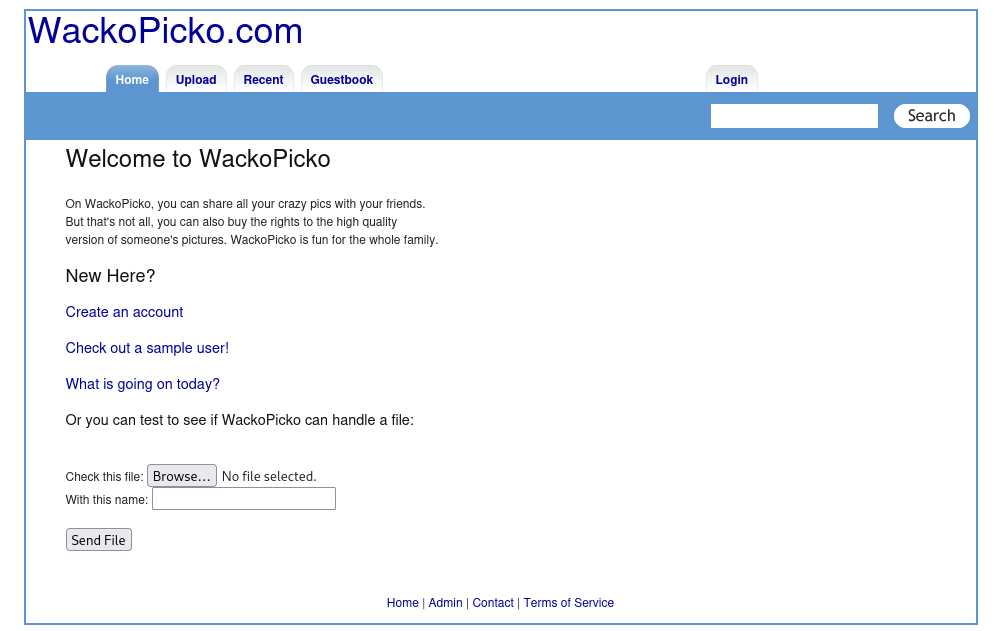 WackoPicko.com
Home Upload Recent Guestbook Login
Search
Welcome to WackoPicko
On WackoPicko, you can share all your crazy pics with your friends.
But that's not all, you can also buy the rights to the high quality
version of someone's pictures. WackoPicko is fun for the whole family.
New Here?
Create an account
Check out a sample user!
What is going on today?
Or you can test to see if WackoPicko can handle a file:
Check this file: Browse... No file selected.
With this name:
Send File
Home | Admin | Contact | Terms of Service